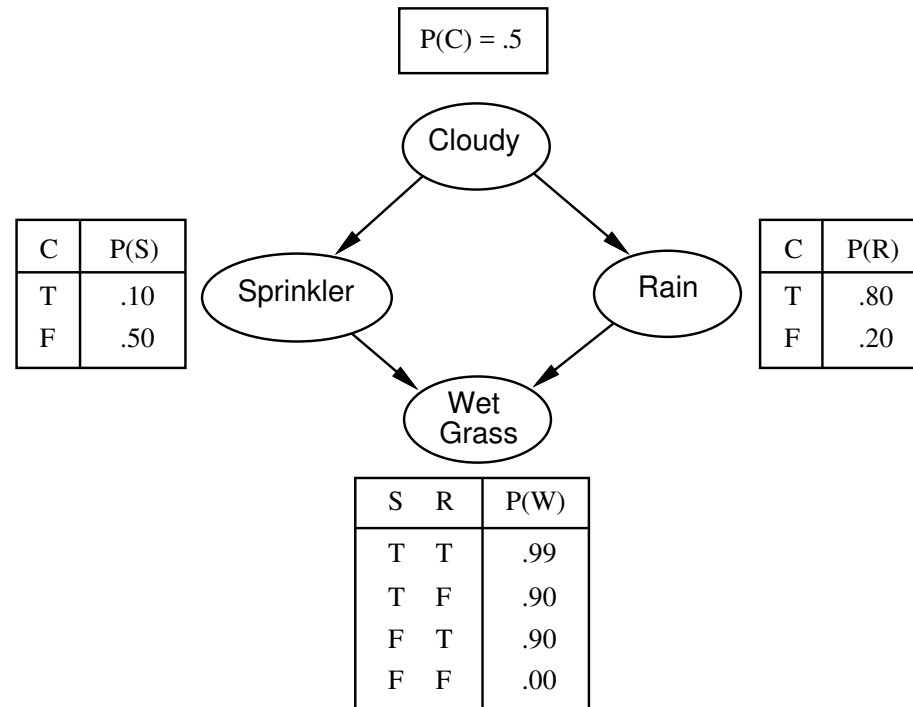 P(C) = .5
Cloudy
C P(S)
T .10
F .50
Sprinkler
Rain
C P(R)
T .80
F .20
Wet
Grass
S R P(W)
T T .99
T F .90
F T .90
F F .00